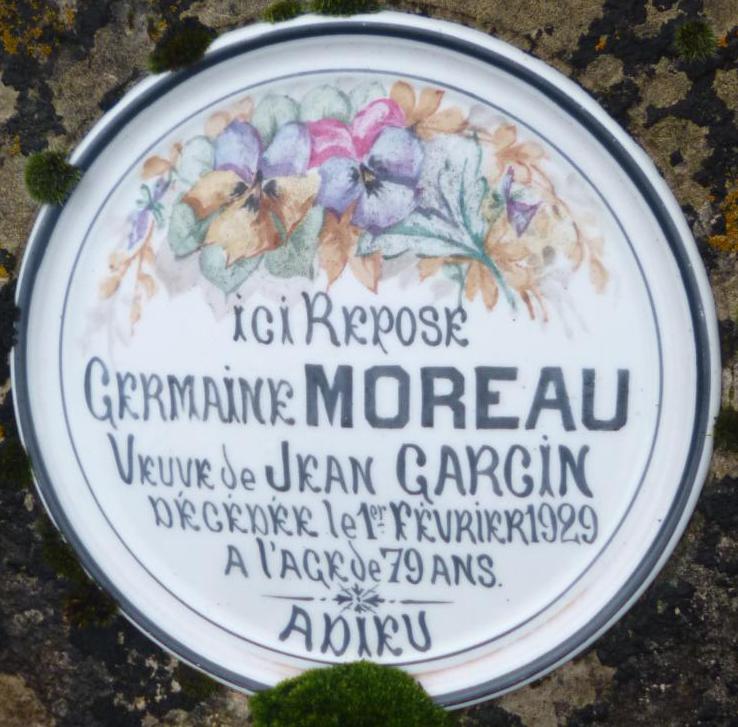 ici Repose
Germaine MOREAU
Veuve de Jean GARCIN
Décédée le 1er Février 1929
A l'Age de 79 ans.
ADIEU